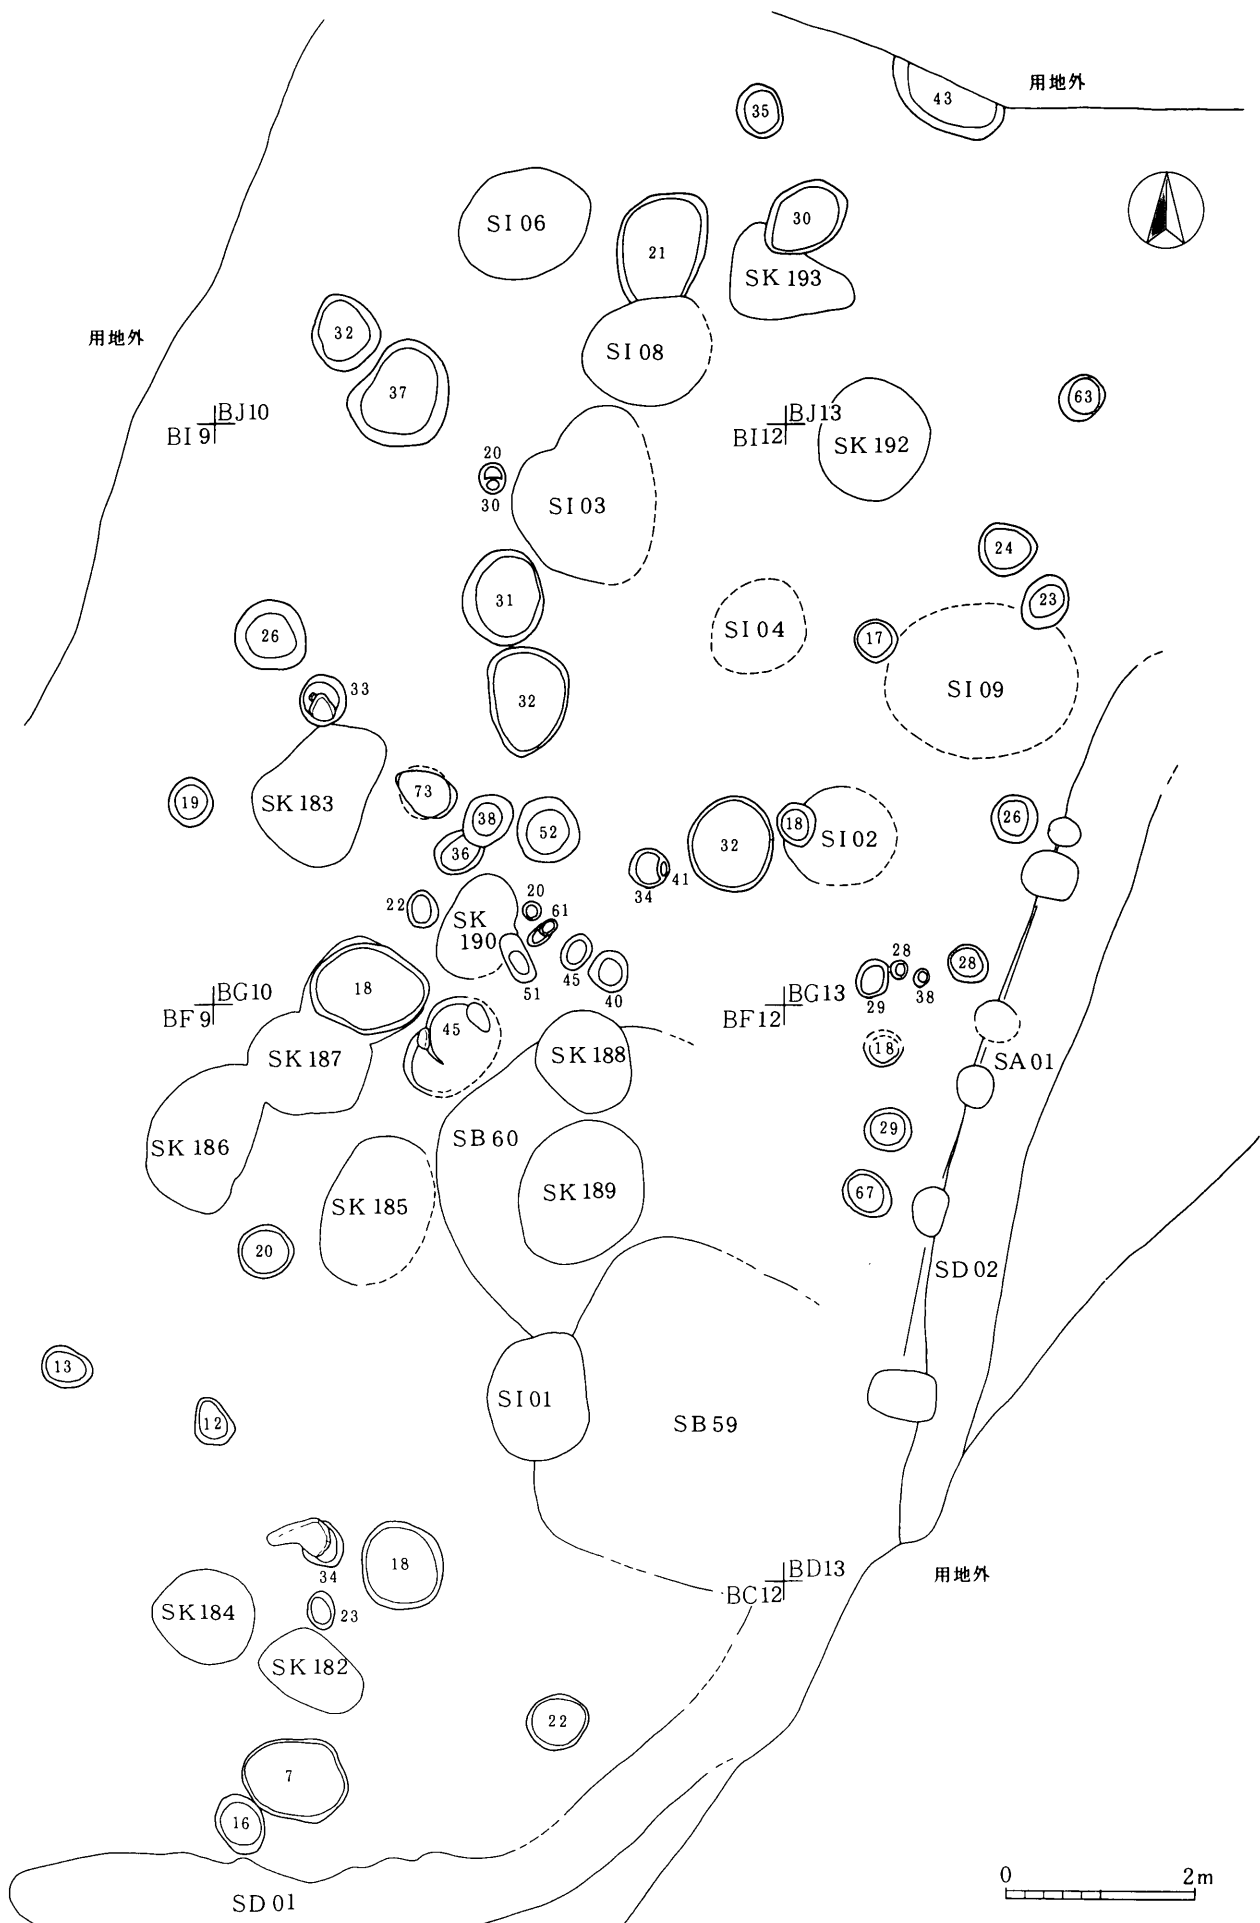 用地外
43
35
30
SI 06
21
SK 193
32
用地外
SI 08
37
63
BJ10
BI 9
BJ13
BI12
SK 192
20
30
SI 03
24
31
23
26
SI 04
17
33
32
SI 09
73
19
SK 183
38
52
26
36
32
18
SI 02
34
41
22
SK
190
20
61
51
45
40
28
28
38
29
18
BG10
BF 9
BG13
BF12
45
SK 187
SK 188
18
SA 01
SK 186
SB 60
29
SK 185
SK 189
67
20
SD 02
13
SI 01
12
SB 59
34
18
BD13
BC12
用地外
SK 184
23
SK 182
22
7
16
SD 01
0
2m